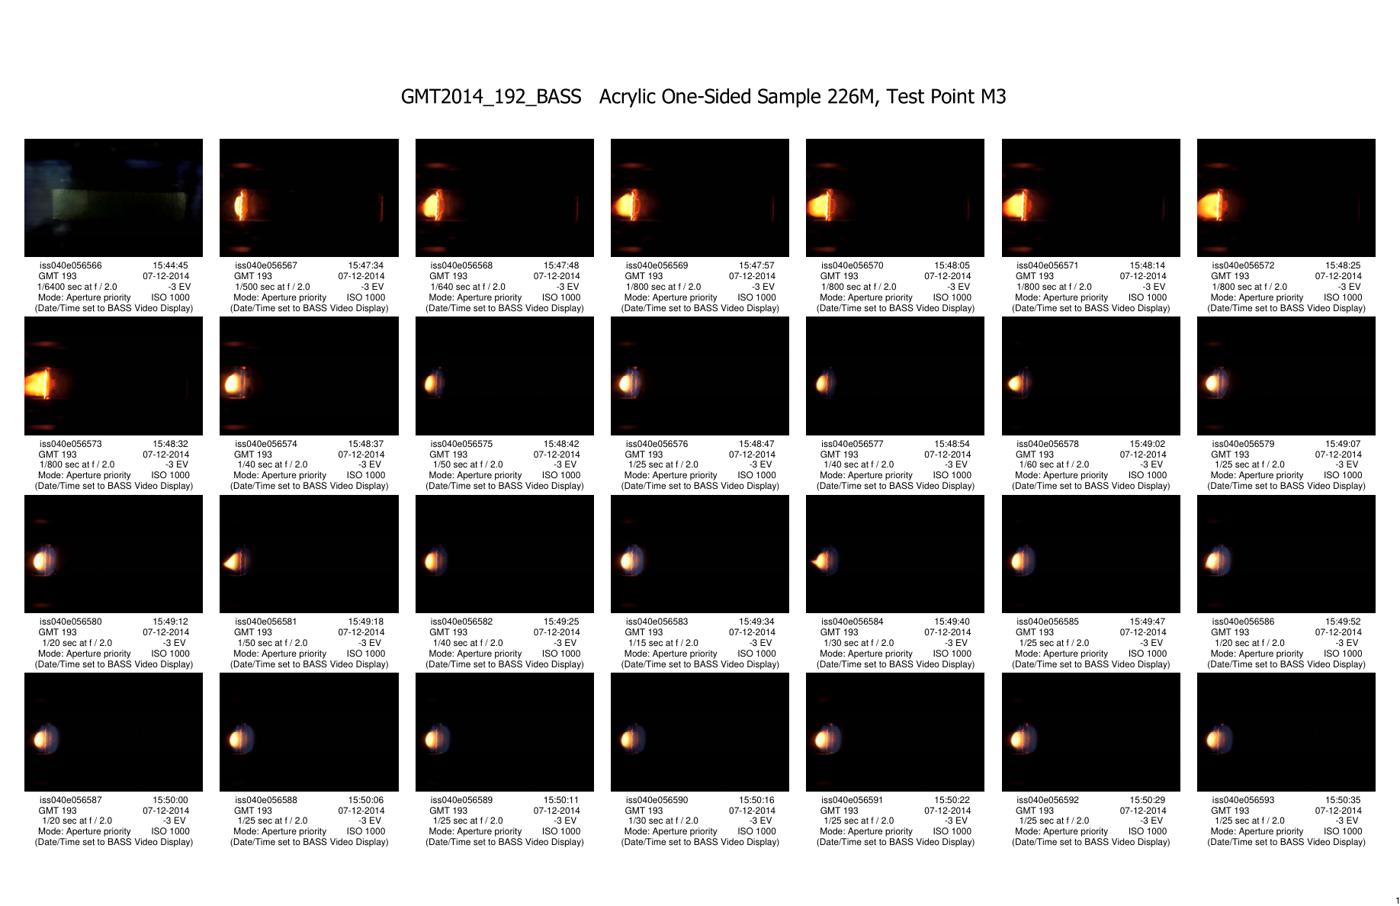 GMT2014_192_BASS Acrylic One-Sided Sample 226M, Test Point M3
iss040e056566 15:44:45
GMT 193 07-12-2014
1/6400 sec at f / 2.0 -3 EV
Mode: Aperture priority ISO 1000
(Date/Time set to BASS Video Display)
iss040e056567 15:47:34
GMT 193 07-12-2014
1/500 sec at f / 2.0 -3 EV
Mode: Aperture priority ISO 1000
(Date/Time set to BASS Video Display)
iss040e056568 15:47:48
GMT 193 07-12-2014
1/640 sec at f / 2.0 -3 EV
Mode: Aperture priority ISO 1000
(Date/Time set to BASS Video Display)
iss040e056569 15:47:57
GMT 193 07-12-2014
1/800 sec at f / 2.0 -3 EV
Mode: Aperture priority ISO 1000
(Date/Time set to BASS Video Display)
iss040e056570 15:48:05
GMT 193 07-12-2014
1/800 sec at f / 2.0 -3 EV
Mode: Aperture priority ISO 1000
(Date/Time set to BASS Video Display)
iss040e056571 15:48:14
GMT 193 07-12-2014
1/800 sec at f / 2.0 -3 EV
Mode: Aperture priority ISO 1000
(Date/Time set to BASS Video Display)
iss040e056572 15:48:25
GMT 193 07-12-2014
1/800 sec at f / 2.0 -3 EV
Mode: Aperture priority ISO 1000
(Date/Time set to BASS Video Display)
iss040e056573 15:48:32
GMT 193 07-12-2014
1/800 sec at f / 2.0 -3 EV
Mode: Aperture priority ISO 1000
(Date/Time set to BASS Video Display)
iss040e056574 15:48:37
GMT 193 07-12-2014
1/40 sec at f / 2.0 -3 EV
Mode: Aperture priority ISO 1000
(Date/Time set to BASS Video Display)
iss040e056575 15:48:42
GMT 193 07-12-2014
1/50 sec at f / 2.0 -3 EV
Mode: Aperture priority ISO 1000
(Date/Time set to BASS Video Display)
iss040e056576 15:48:47
GMT 193 07-12-2014
1/25 sec at f / 2.0 -3 EV
Mode: Aperture priority ISO 1000
(Date/Time set to BASS Video Display)
iss040e056577 15:48:54
GMT 193 07-12-2014
1/40 sec at f / 2.0 -3 EV
Mode: Aperture priority ISO 1000
(Date/Time set to BASS Video Display)
iss040e056578 15:49:02
GMT 193 07-12-2014
1/60 sec at f / 2.0 -3 EV
Mode: Aperture priority ISO 1000
(Date/Time set to BASS Video Display)
iss040e056579 15:49:07
GMT 193 07-12-2014
1/25 sec at f / 2.0 -3 EV
Mode: Aperture priority ISO 1000
(Date/Time set to BASS Video Display)
iss040e056580 15:49:12
GMT 193 07-12-2014
1/20 sec at f / 2.0 -3 EV
Mode: Aperture priority ISO 1000
(Date/Time set to BASS Video Display)
iss040e056581 15:49:18
GMT 193 07-12-2014
1/50 sec at f / 2.0 -3 EV
Mode: Aperture priority ISO 1000
(Date/Time set to BASS Video Display)
iss040e056582 15:49:25
GMT 193 07-12-2014
1/40 sec at f / 2.0 -3 EV
Mode: Aperture priority ISO 1000
(Date/Time set to BASS Video Display)
iss040e056583 15:49:34
GMT 193 07-12-2014
1/15 sec at f / 2.0 -3 EV
Mode: Aperture priority ISO 1000
(Date/Time set to BASS Video Display)
iss040e056584 15:49:40
GMT 193 07-12-2014
1/30 sec at f / 2.0 -3 EV
Mode: Aperture priority ISO 1000
(Date/Time set to BASS Video Display)
iss040e056585 15:49:47
GMT 193 07-12-2014
1/25 sec at f / 2.0 -3 EV
Mode: Aperture priority ISO 1000
(Date/Time set to BASS Video Display)
iss040e056586 15:49:52
GMT 193 07-12-2014
1/20 sec at f / 2.0 -3 EV
Mode: Aperture priority ISO 1000
(Date/Time set to BASS Video Display)
iss040e056587 15:50:00
GMT 193 07-12-2014
1/20 sec at f / 2.0 -3 EV
Mode: Aperture priority ISO 1000
(Date/Time set to BASS Video Display)
iss040e056588 15:50:06
GMT 193 07-12-2014
1/25 sec at f / 2.0 -3 EV
Mode: Aperture priority ISO 1000
(Date/Time set to BASS Video Display)
iss040e056589 15:50:11
GMT 193 07-12-2014
1/25 sec at f / 2.0 -3 EV
Mode: Aperture priority ISO 1000
(Date/Time set to BASS Video Display)
iss040e056590 15:50:16
GMT 193 07-12-2014
1/30 sec at f / 2.0 -3 EV
Mode: Aperture priority ISO 1000
(Date/Time set to BASS Video Display)
iss040e056591 15:50:22
GMT 193 07-12-2014
1/25 sec at f / 2.0 -3 EV
Mode: Aperture priority ISO 1000
(Date/Time set to BASS Video Display)
iss040e056592 15:50:29
GMT 193 07-12-2014
1/25 sec at f / 2.0 -3 EV
Mode: Aperture priority ISO 1000
(Date/Time set to BASS Video Display)
iss040e056593 15:50:35
GMT 193 07-12-2014
1/25 sec at f / 2.0 -3 EV
Mode: Aperture priority ISO 1000
(Date/Time set to BASS Video Display)